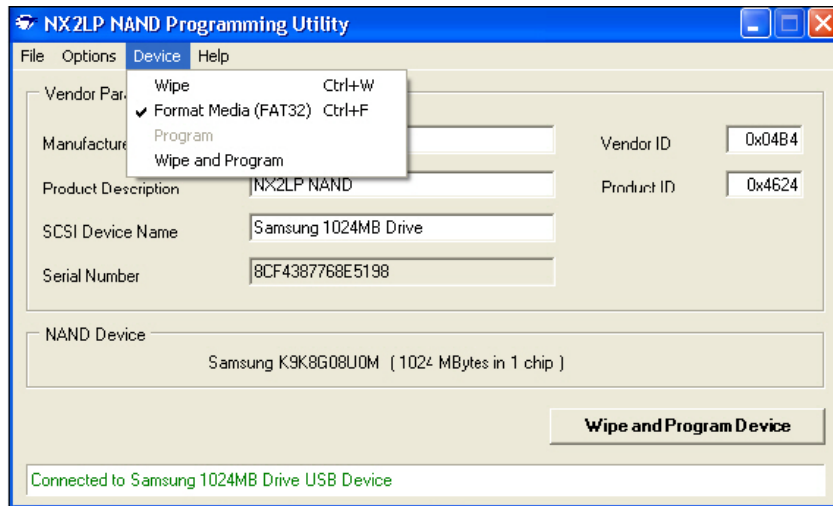 NX2LP NAND Programming Utility
File Options Device Help
Wipe Ctrl+W
Format Media (FAT32) Ctrl+F
Program
Wipe and Program
Vendor Par
Manufacture
Vendor ID 0x04B4
Product Description NX2LP NAND
Product ID 0x4624
SCSI Device Name Samsung 1024MB Drive
Serial Number 8CF4387768E5198
NAND Device
Samsung K9K8G08U0M ( 1024 MBytes in 1 chip )
Wipe and Program Device
Connected to Samsung 1024MB Drive USB Device